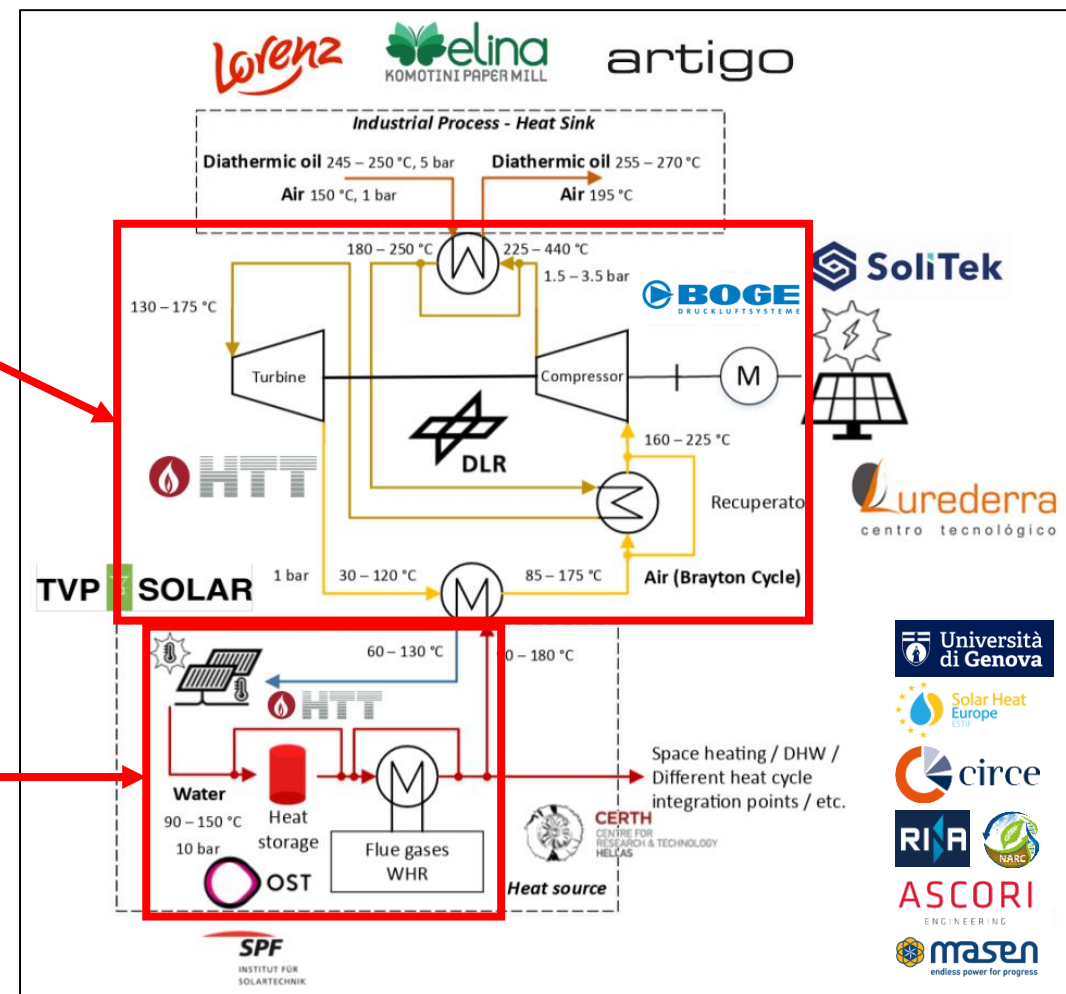 Lorenz
elina
KOMOTINI PAPER MILL
artigo
Industrial Process - Heat Sink
Diathermic oil 245 – 250 °C, 5 bar
Diathermic oil 255 – 270 °C
Air 150 °C, 1 bar
Air 195 °C
180 – 250 °C
225 – 440 °C
1.5 – 3.5 bar
BOGE
DRUCKLUFTSYSTEME
SoliTek
130 – 175 °C
Turbine
Compressor
M
DLR
HTT
160 – 225 °C
Recuperato
Lurederra
centro tecnológico
TVP SOLAR
1 bar
30 – 120 °C
85 – 175 °C
Air (Brayton Cycle)
60 – 130 °C
0 – 180 °C
HTT
Water
90 – 150 °C
10 bar
Heat
storage
Flue gases
WHR
OST
Heat source
CERTH
CENTRE FOR
RESEARCH & TECHNOLOGY
HELLAS
Space heating / DHW /
Different heat cycle
integration points / etc.
SPF
INSTITUT FÜR
SOLARTECHNIK
Università
di Genova
Solar Heat
Europe
ESTIF
circe
RINA
NARC
ASCORI
ENGINEERING
masen
endless power for progress